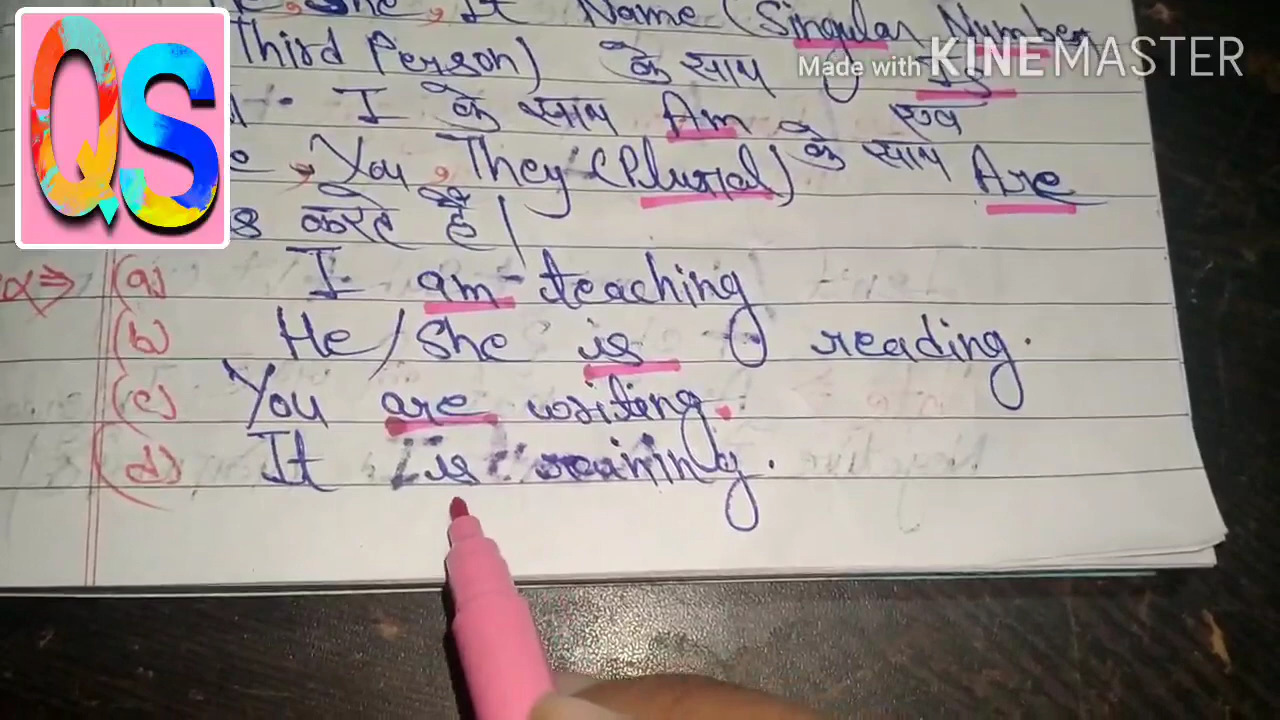 She, It Name (Singular Number
Third Person) के साथ Is
I के साथ Am एवं
You, They (Plural) के साथ Are
करते हैं।
(a) I am teaching
(b) He/She is reading.
(c) You are writing.
(d) It is raining.
QS
Made with KINEMASTER